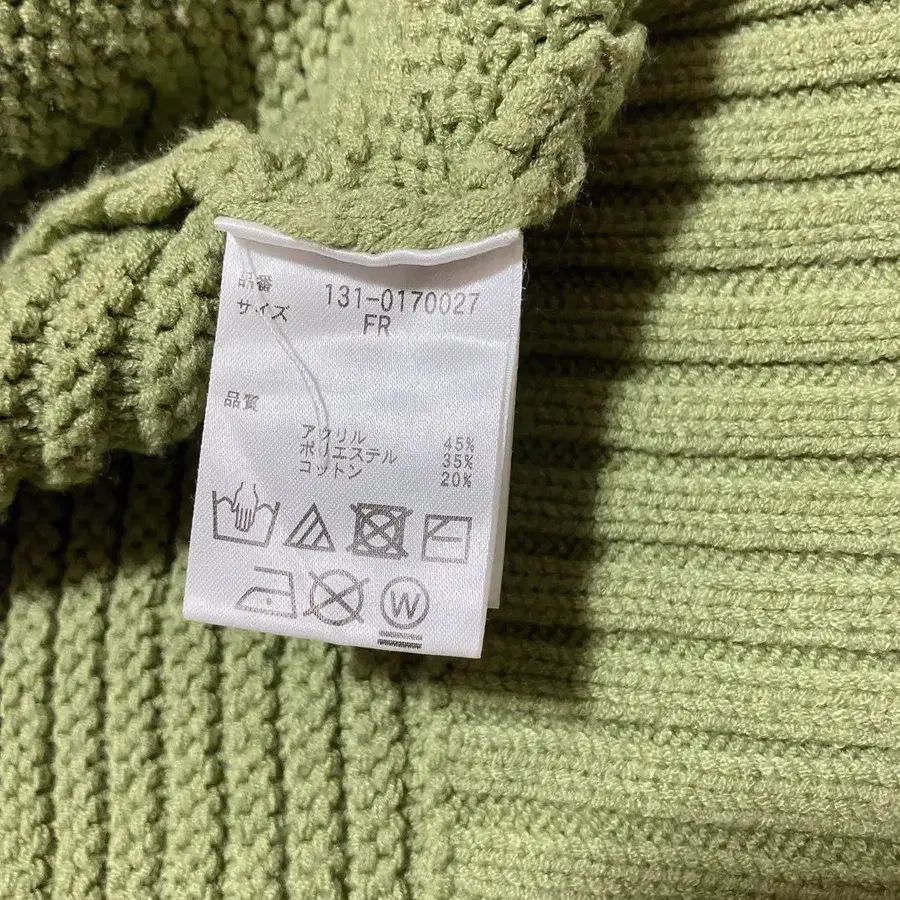 品番 131-0170027
サイズ FR
品質
アクリル 45%
ポリエステル 35%
コットン 20%
W